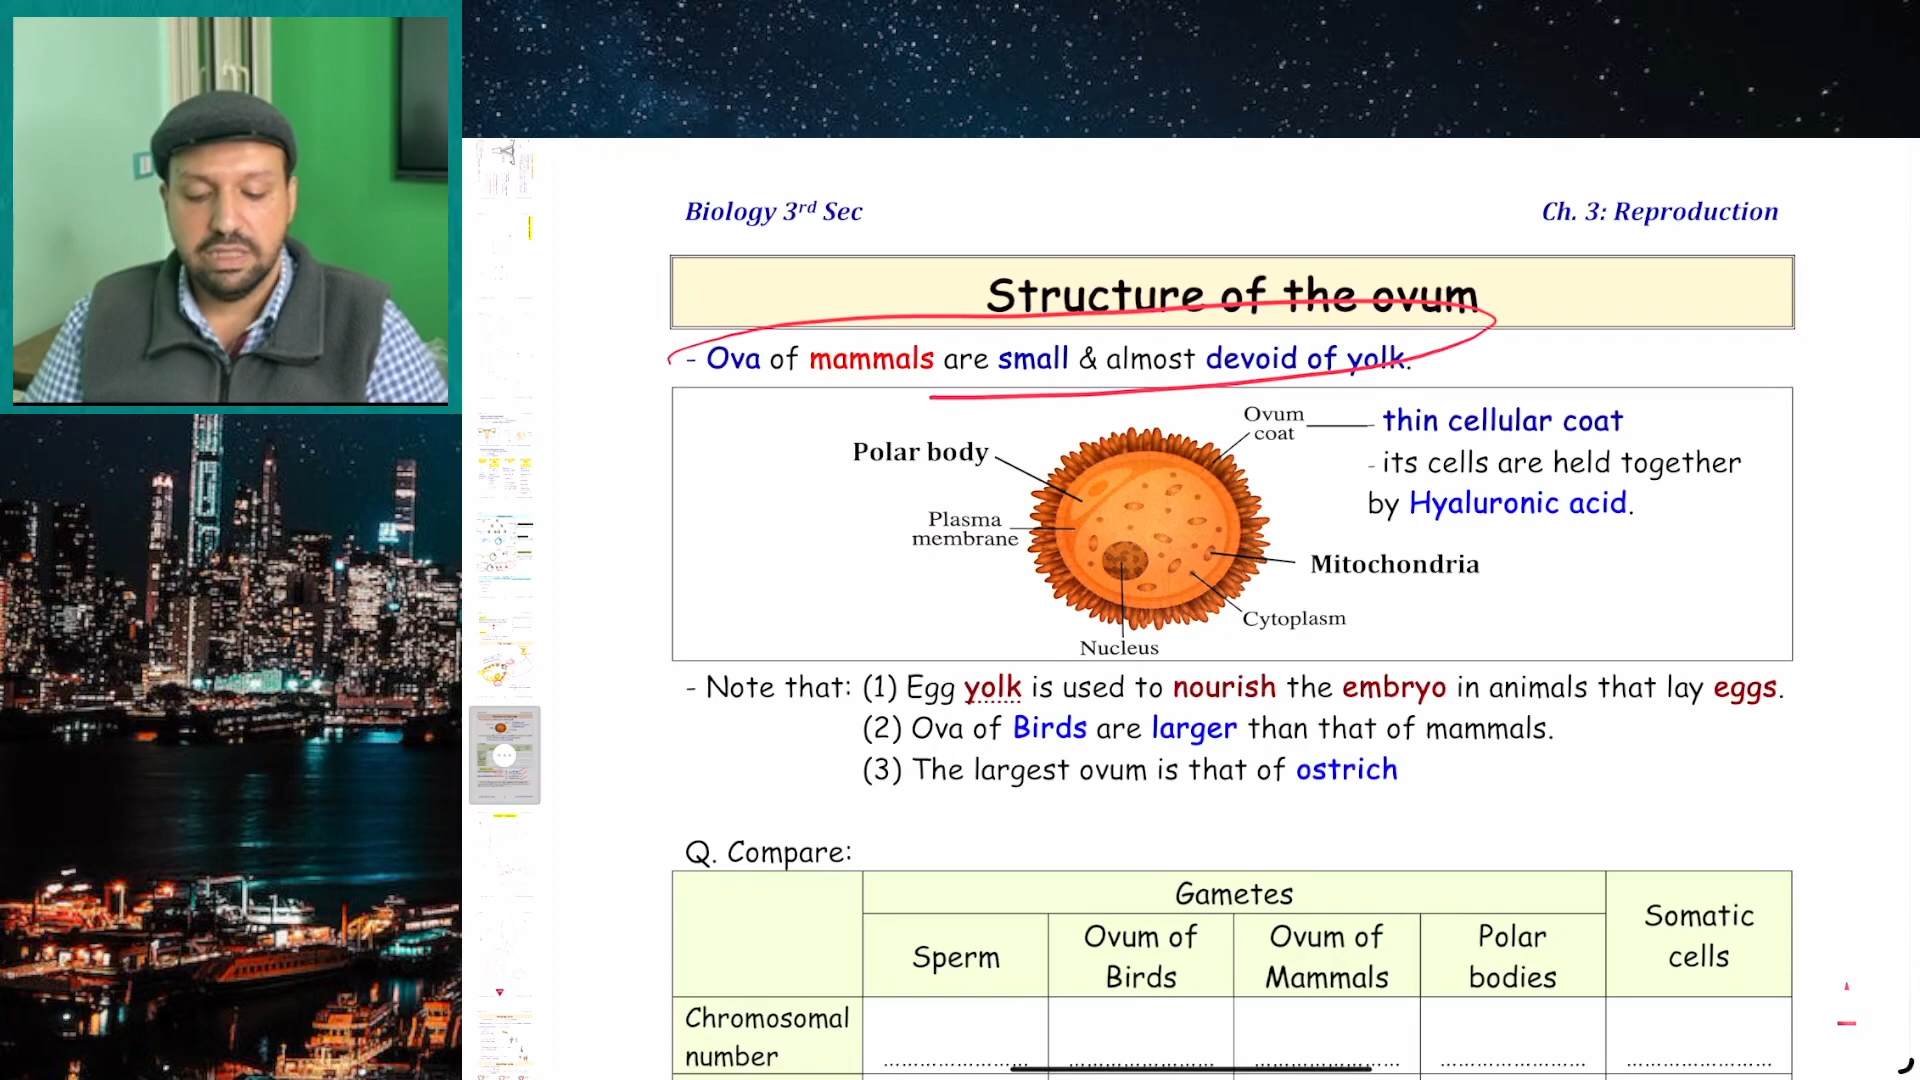 Biology 3rd Sec
Ch. 3: Reproduction
Structure of the ovum
- Ova of mammals are small & almost devoid of yolk.
Ovum
coat
- thin cellular coat
Polar body
- its cells are held together
by Hyaluronic acid.
Plasma
membrane
Mitochondria
Cytoplasm
Nucleus
- Note that: (1) Egg yolk is used to nourish the embryo in animals that lay eggs.
(2) Ova of Birds are larger than that of mammals.
(3) The largest ovum is that of ostrich
Q. Compare:
Gametes
Somatic
cells
Sperm
Ovum of
Birds
Ovum of
Mammals
Polar
bodies
Chromosomal
number